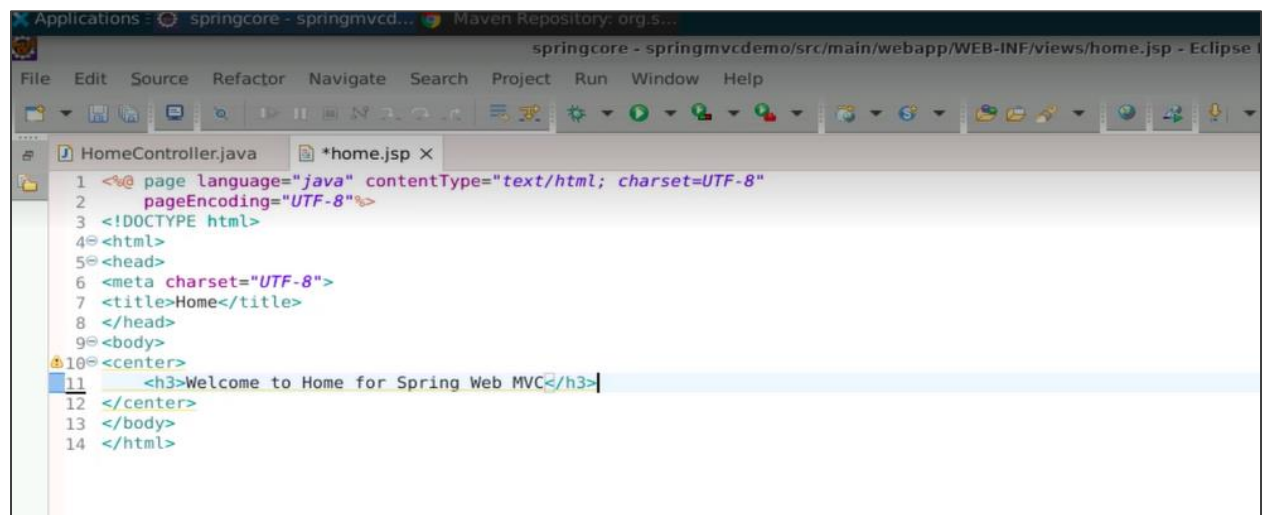 Applications : springcore - springmvcd... Maven Repository: org.s...
springcore - springmvcdemo/src/main/webapp/WEB-INF/views/home.jsp - Eclipse
File Edit Source Refactor Navigate Search Project Run Window Help
HomeController.java *home.jsp
1 <%@ page language="java" contentType="text/html; charset=UTF-8"
2 pageEncoding="UTF-8"%>
3 <!DOCTYPE html>
4 <html>
5 <head>
6 <meta charset="UTF-8">
7 <title>Home</title>
8 </head>
9 <body>
10 <center>
11 <h3>Welcome to Home for Spring Web MVC</h3>
12 </center>
13 </body>
14 </html>